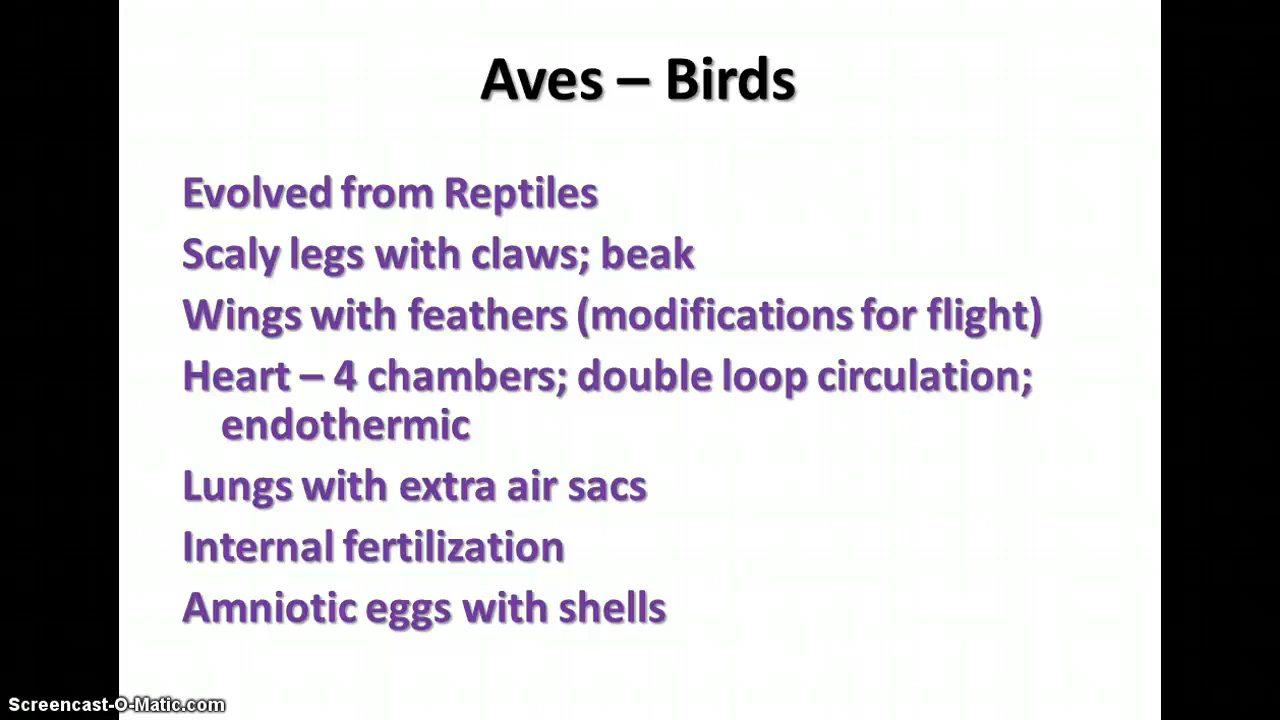 Aves – Birds
Evolved from Reptiles
Scaly legs with claws; beak
Wings with feathers (modifications for flight)
Heart – 4 chambers; double loop circulation;
endothermic
Lungs with extra air sacs
Internal fertilization
Amniotic eggs with shells
Screencast-O-Matic.com